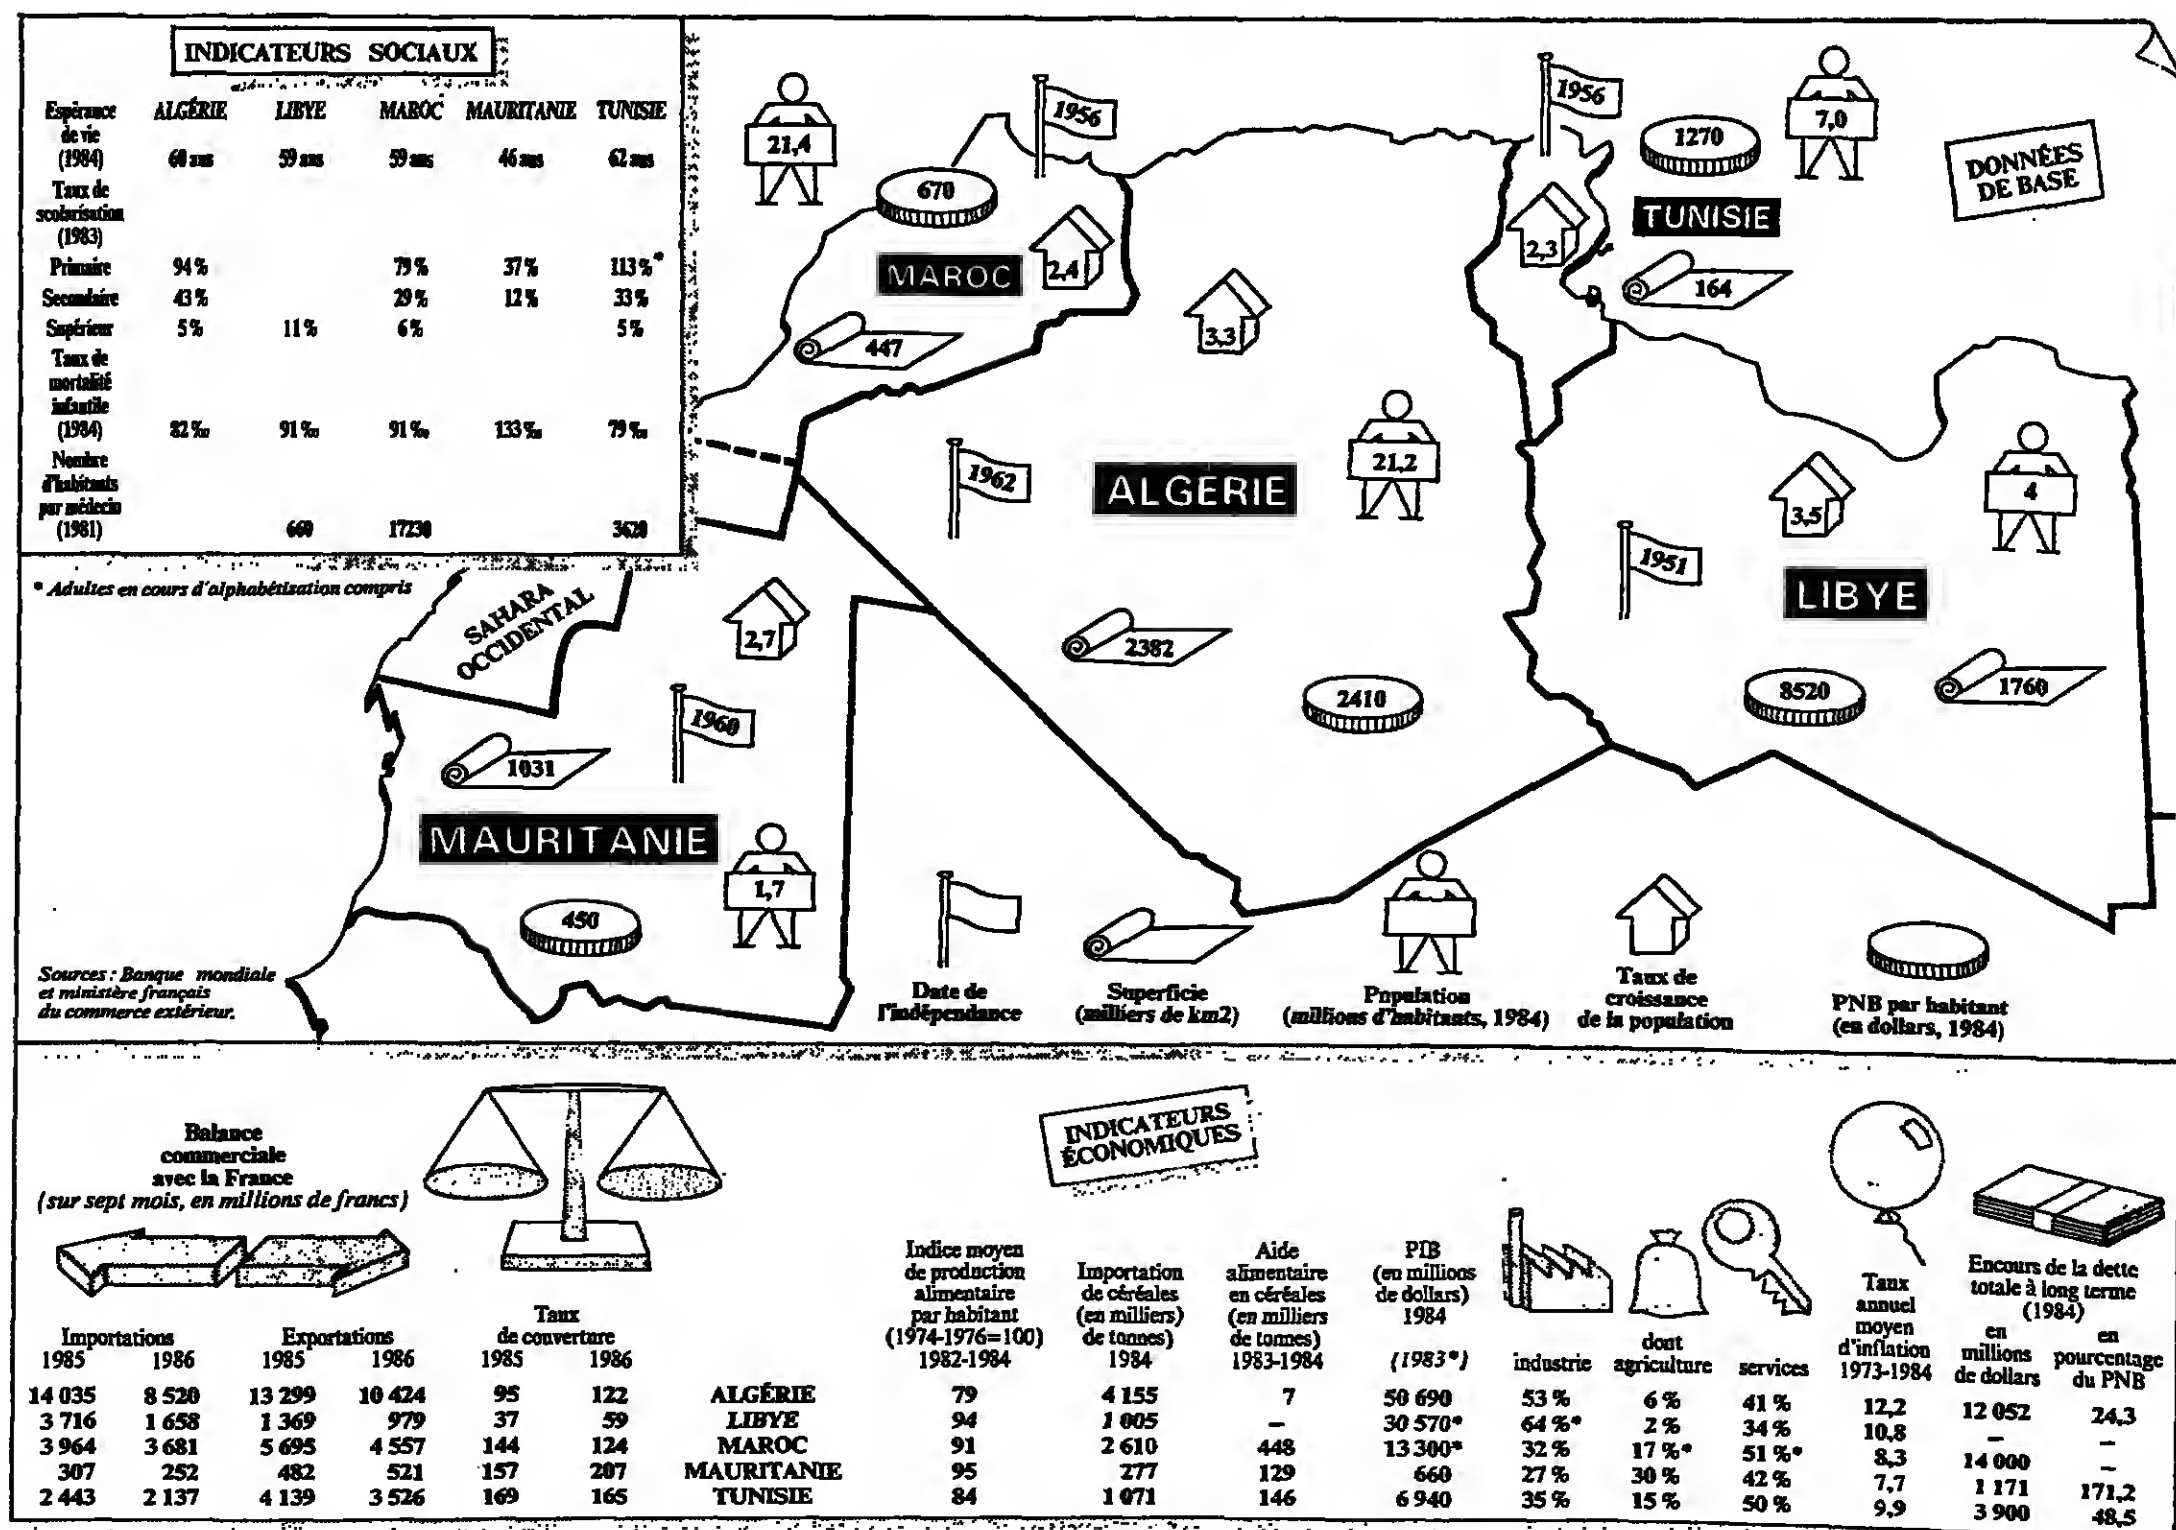 INDICATEURS SOCIAUX
Espérance de vie (1984) ALGÉRIE LIBYE MAROC MAURITANIE TUNISIE
60 ans 59 ans 59 ans 46 ans 62 ans
Taux de
scolarisation
(1983)
Primaire 94 % 79 % 37 % 113 %*
Secondaire 43 % 29 % 12 % 33 %
Supérieur 5 % 11 % 6 % 5 %
Taux de
mortalité
infantile
(1984) 82 ‰ 91 ‰ 91 ‰ 133 ‰ 79 ‰
Nombre
d'habitants
par médecin
(1981) 660 17230 3620
* Adultes en cours d'alphabétisation compris
DONNÉES
DE BASE
21,4
1956
670
MAROC
2,4
447
1956
7,0
1270
TUNISIE
2,3
164
3,3
1962
ALGERIE
21,2
2382
2410
4
3,5
1951
LIBYE
8520
1760
SAHARA
OCCIDENTAL
2,7
1960
1031
MAURITANIE
1,7
450
Sources : Banque mondiale
et ministère français
du commerce extérieur.
Date de
l'indépendance
Superficie
(milliers de km2)
Population
(millions d'habitants, 1984)
Taux de
croissance
de la population
PNB par habitant
(en dollars, 1984)
INDICATEURS
ÉCONOMIQUES
Balance
commerciale
avec la France
(sur sept mois, en millions de francs)
Importations Exportations
Taux
de couverture
1985 1986 1985 1986 1985 1986
Indice moyen
de production
alimentaire
par habitant
(1974-1976=100)
1982-1984
Importation
de céréales
(en milliers)
de tonnes)
1984
Aide
alimentaire
en céréales
(en milliers
de tonnes)
1983-1984
PIB
(en millions
de dollars)
1984
(1983*)
industrie
dont
agriculture
services
Taux
annuel
moyen
d'inflation
1973-1984
Encours de la dette
totale à long terme
(1984)
en
millions
de dollars
en
pourcentage
du PNB
14 035 8 520 13 299 10 424 95 122 ALGÉRIE 79 4 155 7 50 690 53 % 6 % 41 % 12,2 12 052 24,3
3 716 1 658 1 369 979 37 59 LIBYE 94 1 005 – 30 570* 64 %* 2 % 34 % 10,8 – –
3 964 3 681 5 695 4 557 144 124 MAROC 91 2 610 448 13 300* 32 % 17 %* 51 %* 8,3 14 000 –
307 252 482 521 157 207 MAURITANIE 95 277 129 660 27 % 30 % 42 % 7,7 1 171 171,2
2 443 2 137 4 139 3 526 169 165 TUNISIE 84 1 071 146 6 940 35 % 15 % 50 % 9,9 3 900 48,5